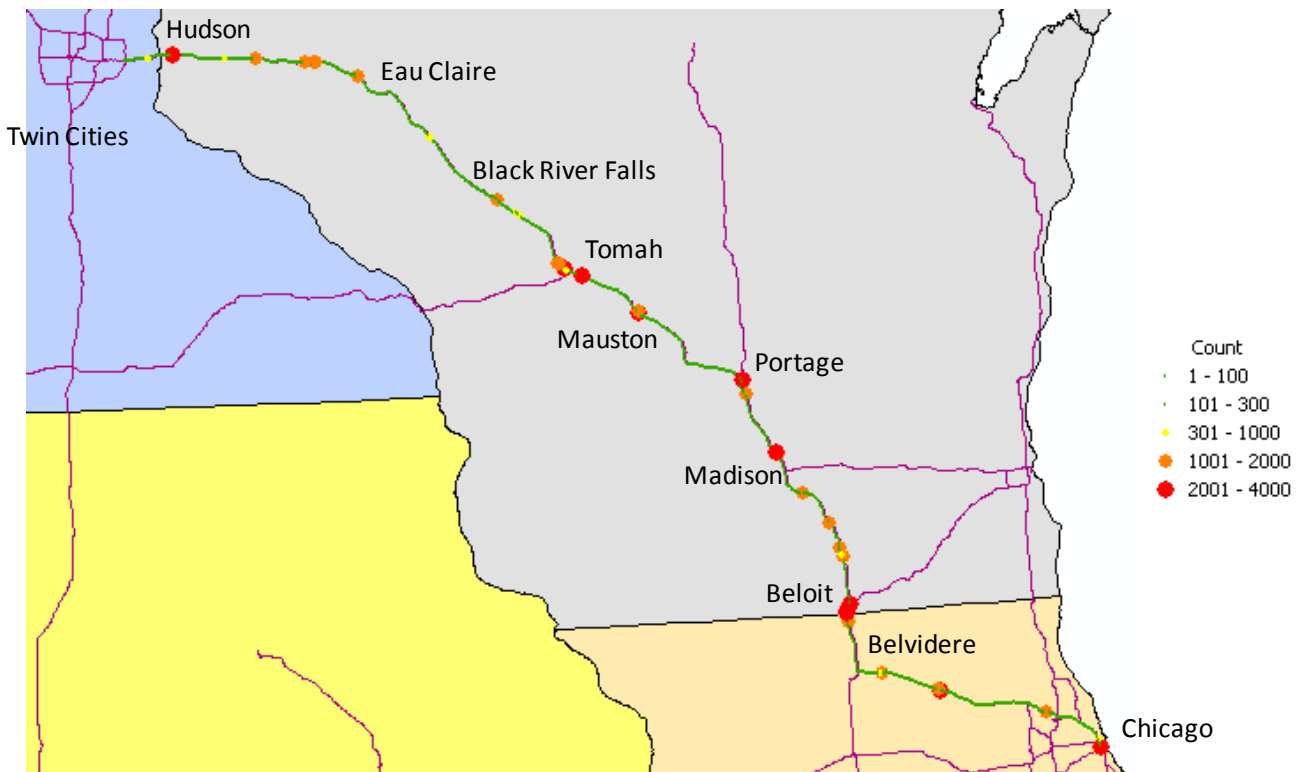 Hudson
Eau Claire
Twin Cities
Black River Falls
Tomah
Mauston
Portage
Madison
Beloit
Belvidere
Chicago
Count
1 - 100
101 - 300
301 - 1000
1001 - 2000
2001 - 4000